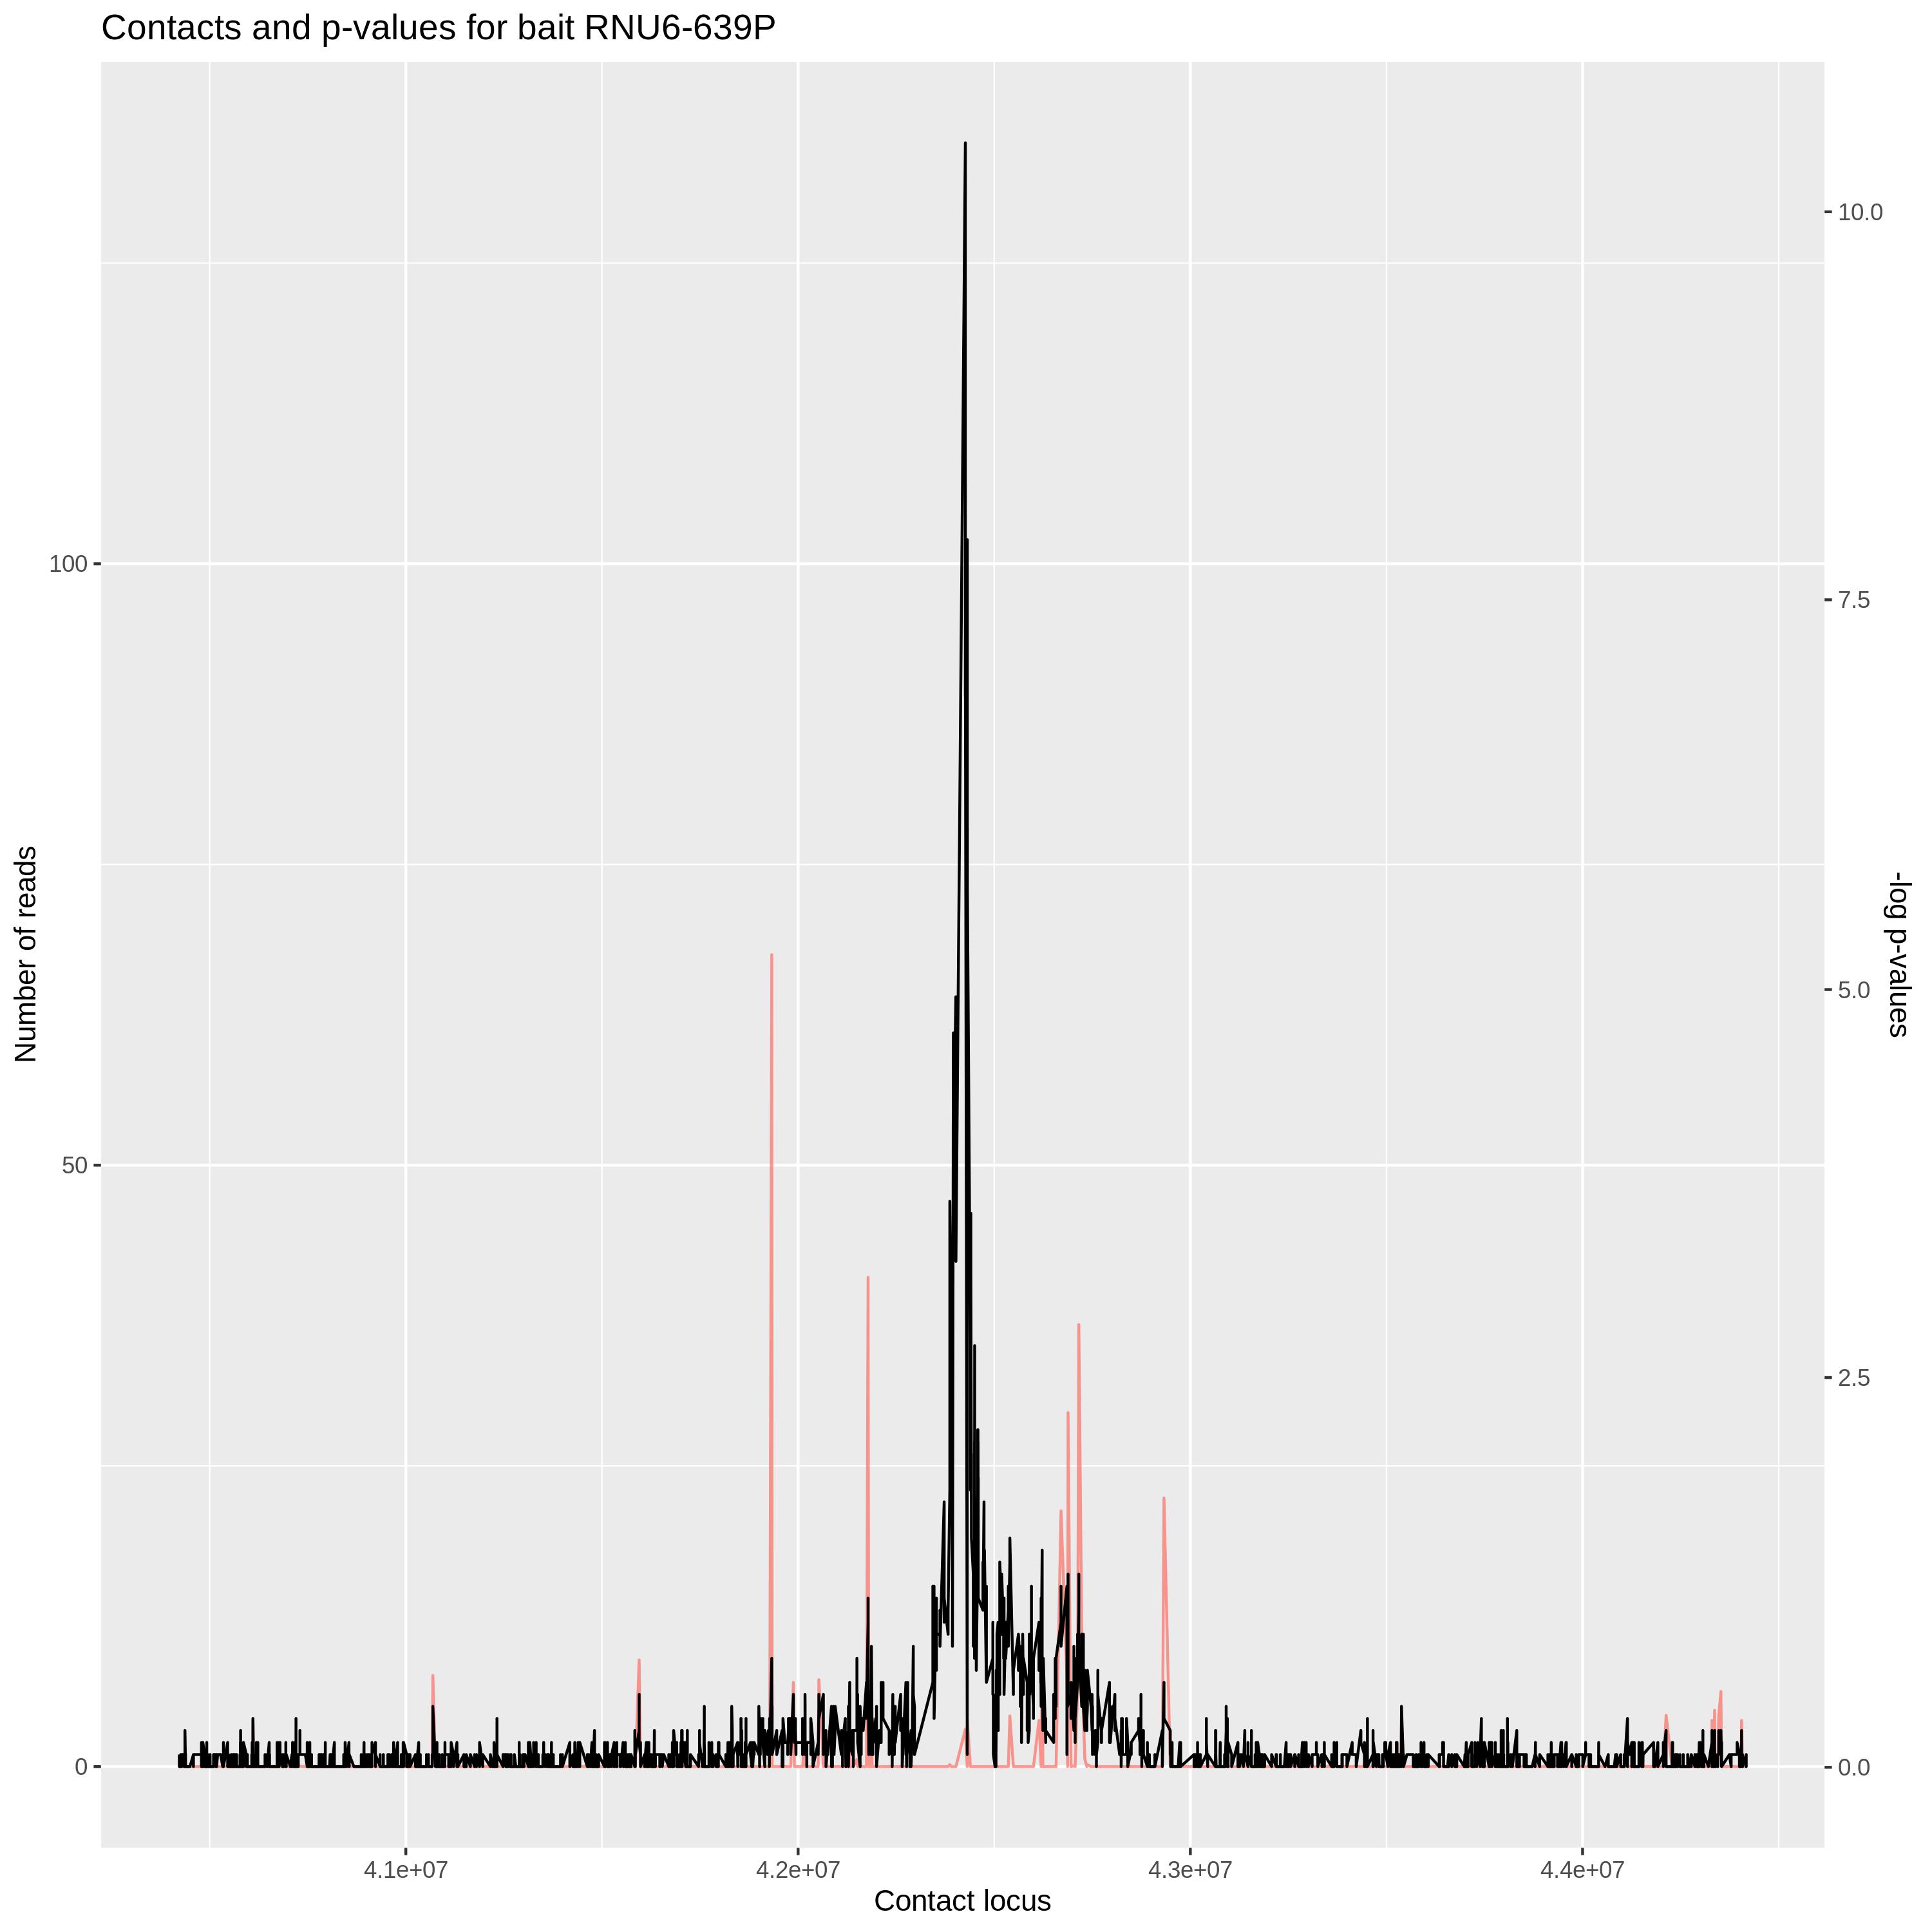 Contacts and p-values for bait RNU6-639P
Number of reads
100
50
0
10.0
7.5
5.0
2.5
0.0
-log p-values
4.1e+07 4.2e+07 4.3e+07 4.4e+07
Contact locus